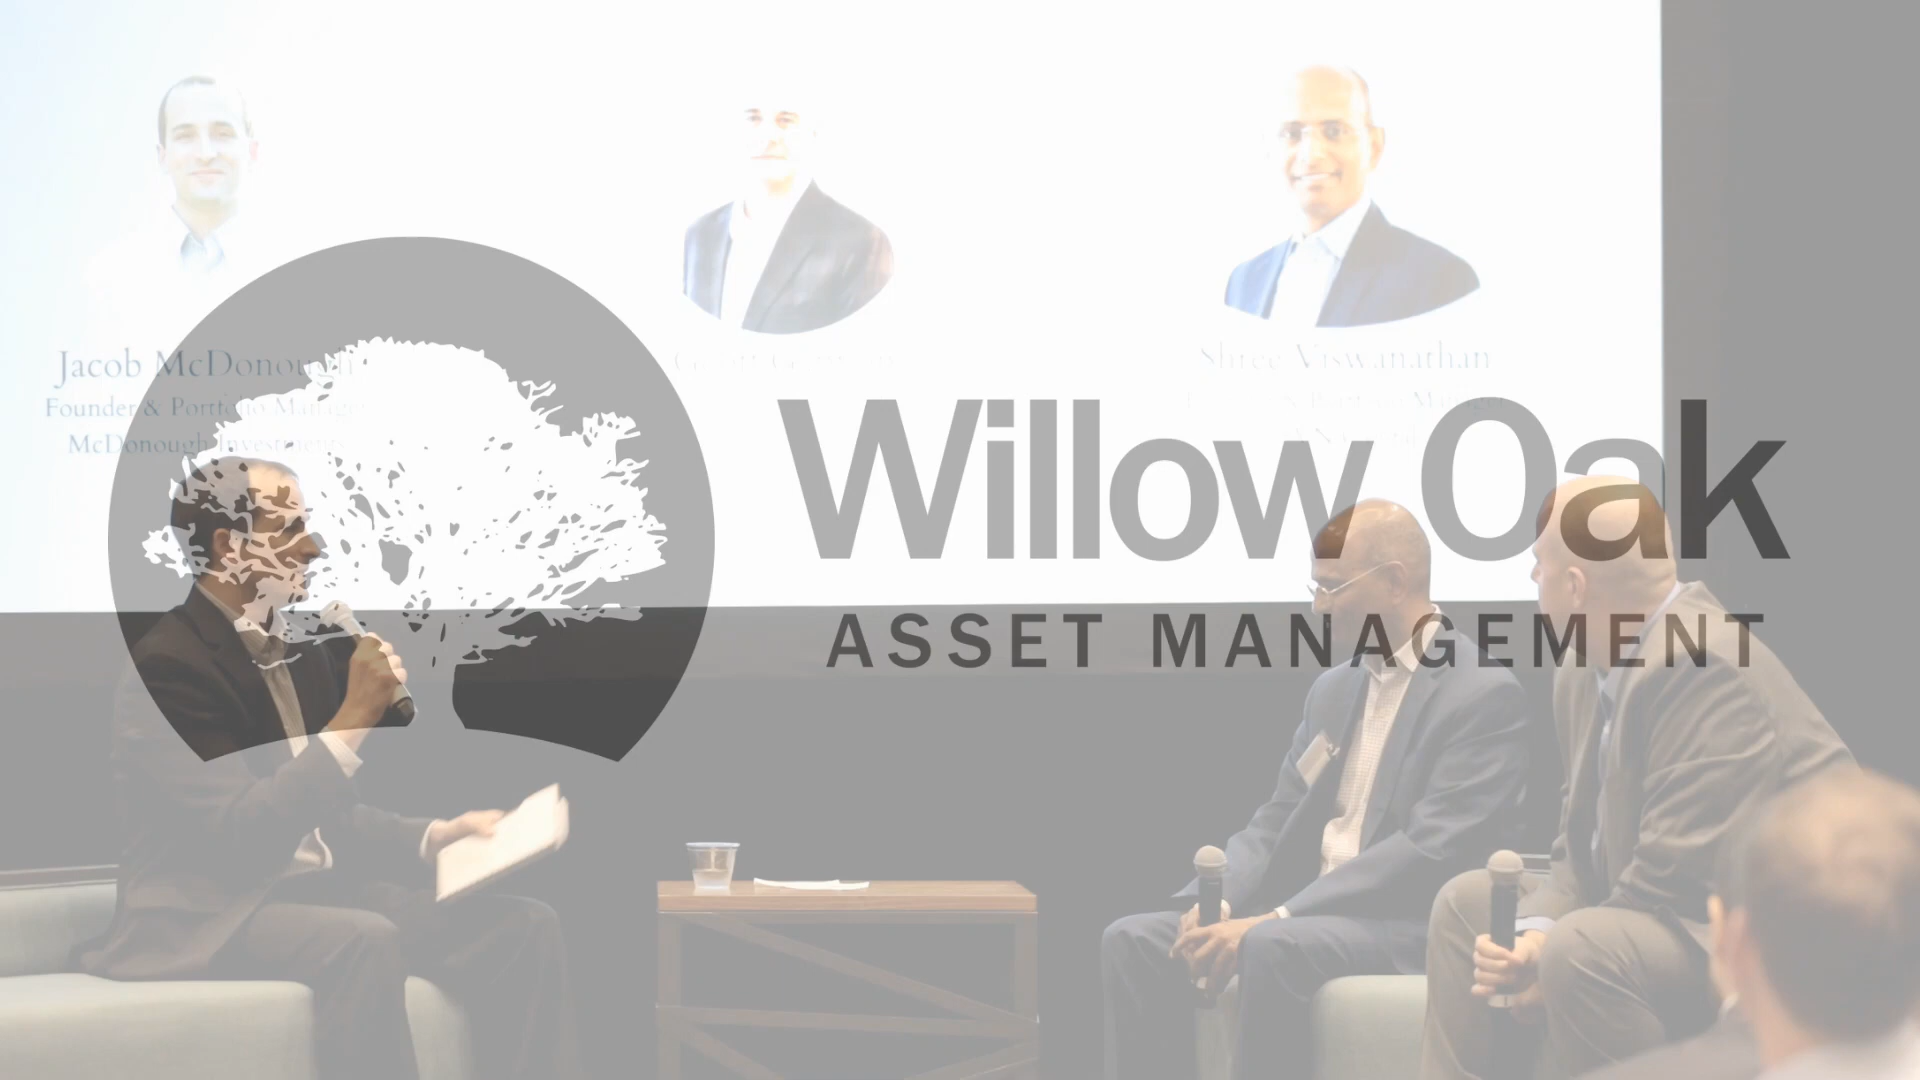 Jacob McDonough
Shree Viswanathan
Founder & Portfolio Manager
McDonough Investments
Willow Oak
ASSET MANAGEMENT